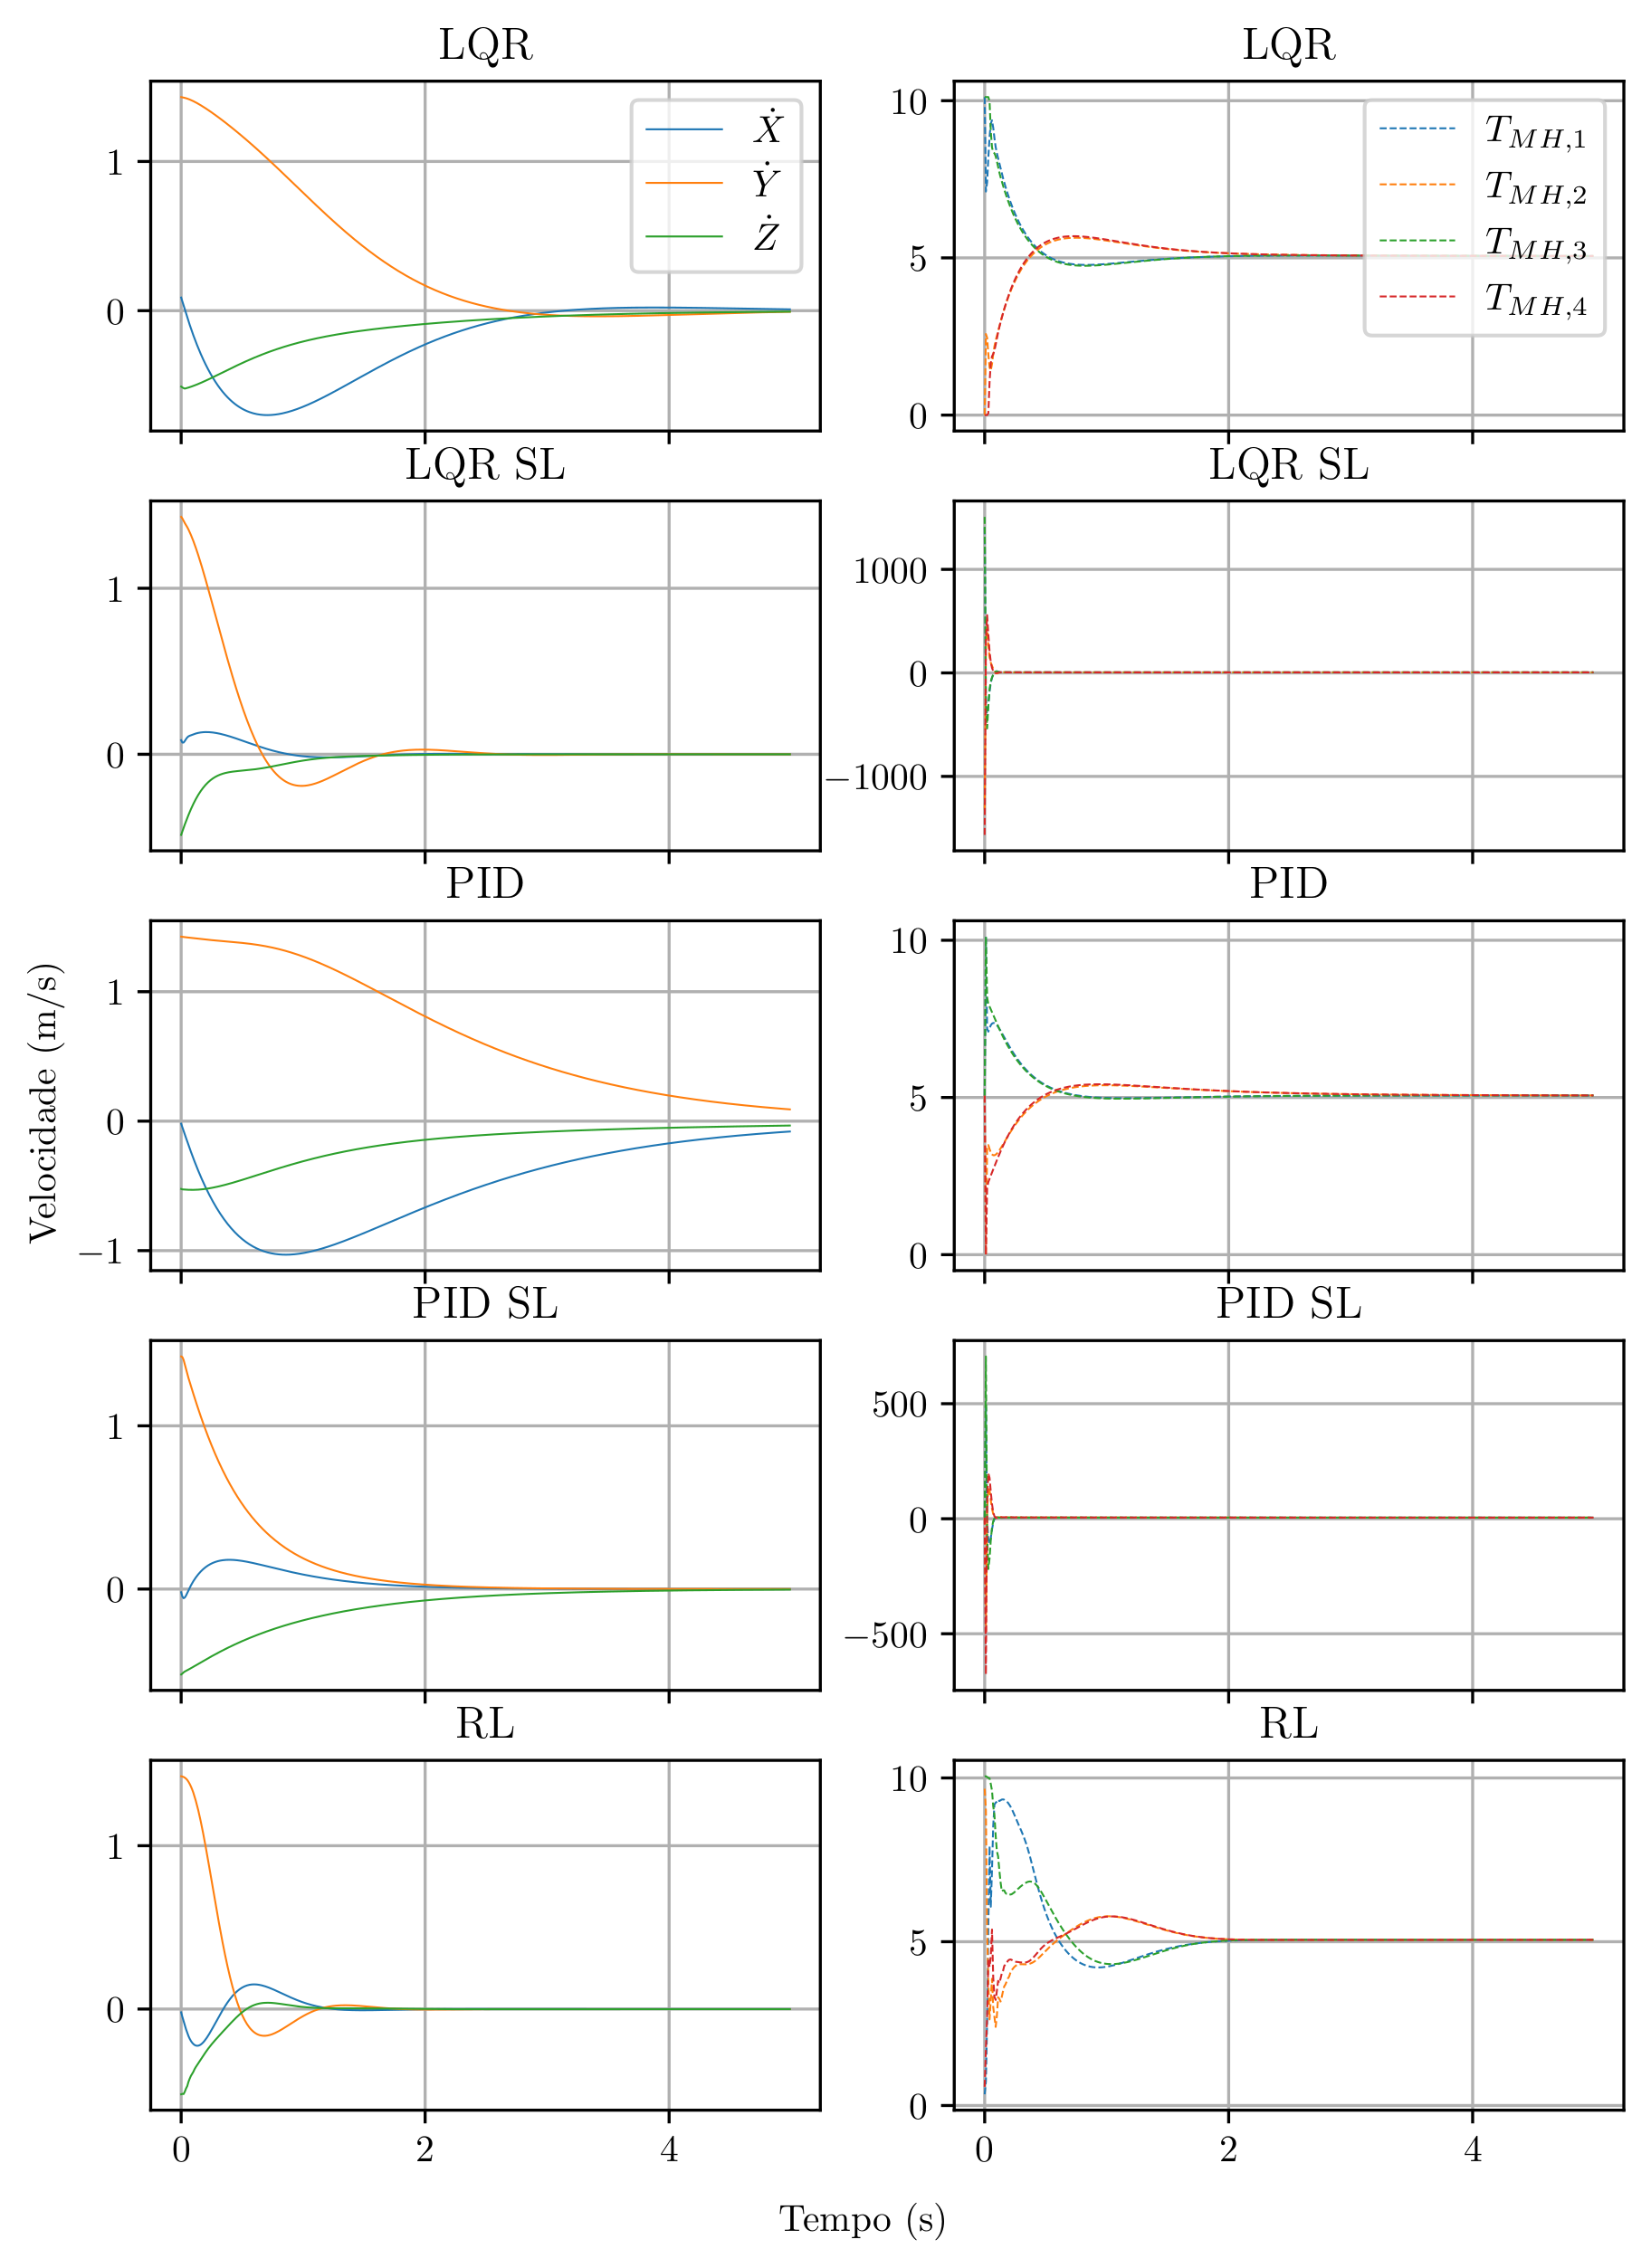 LQR
LQR
1
0
Ẋ
Ẏ
Ż
10
5
0
T_{MH,1}
T_{MH,2}
T_{MH,3}
T_{MH,4}
LQR SL
LQR SL
1
0
1000
0
−1000
PID
PID
Velocidade (m/s)
1
0
−1
10
5
0
PID SL
PID SL
1
0
500
0
−500
RL
RL
1
0
10
5
0
0 2 4
0 2 4
Tempo (s)